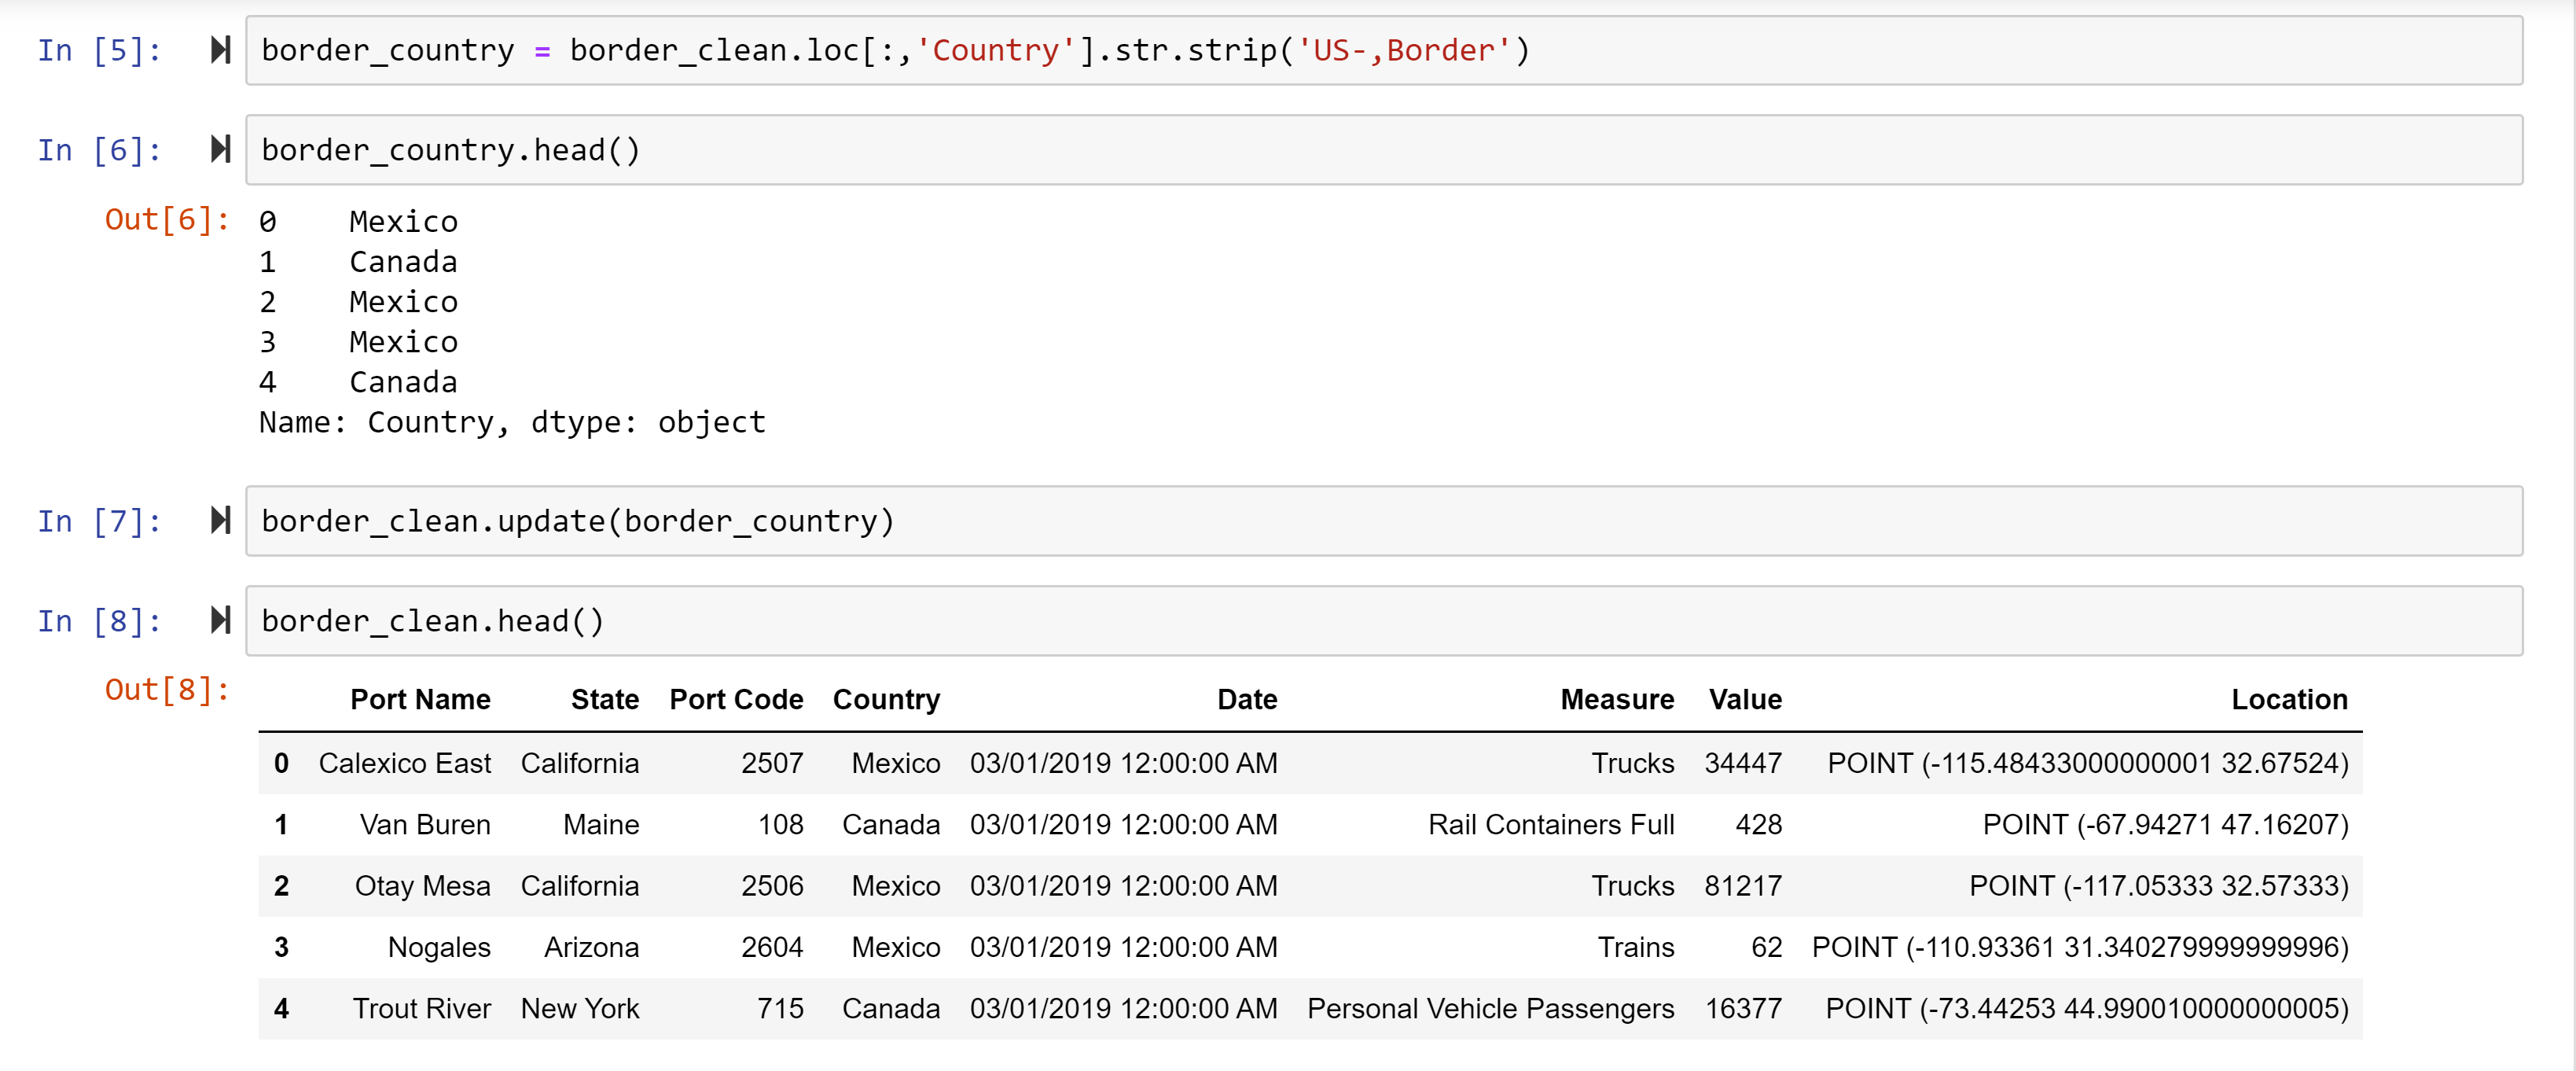 In [5]: border_country = border_clean.loc[:,'Country'].str.strip('US-,Border')
In [6]: border_country.head()
Out[6]: 0    Mexico
1    Canada
2    Mexico
3    Mexico
4    Canada
Name: Country, dtype: object
In [7]: border_clean.update(border_country)
In [8]: border_clean.head()
Out[8]:
Port Name State Port Code Country Date Measure Value Location
0 Calexico East California 2507 Mexico 03/01/2019 12:00:00 AM Trucks 34447 POINT (-115.48433000000001 32.67524)
1 Van Buren Maine 108 Canada 03/01/2019 12:00:00 AM Rail Containers Full 428 POINT (-67.94271 47.16207)
2 Otay Mesa California 2506 Mexico 03/01/2019 12:00:00 AM Trucks 81217 POINT (-117.05333 32.57333)
3 Nogales Arizona 2604 Mexico 03/01/2019 12:00:00 AM Trains 62 POINT (-110.93361 31.340279999999996)
4 Trout River New York 715 Canada 03/01/2019 12:00:00 AM Personal Vehicle Passengers 16377 POINT (-73.44253 44.990010000000005)